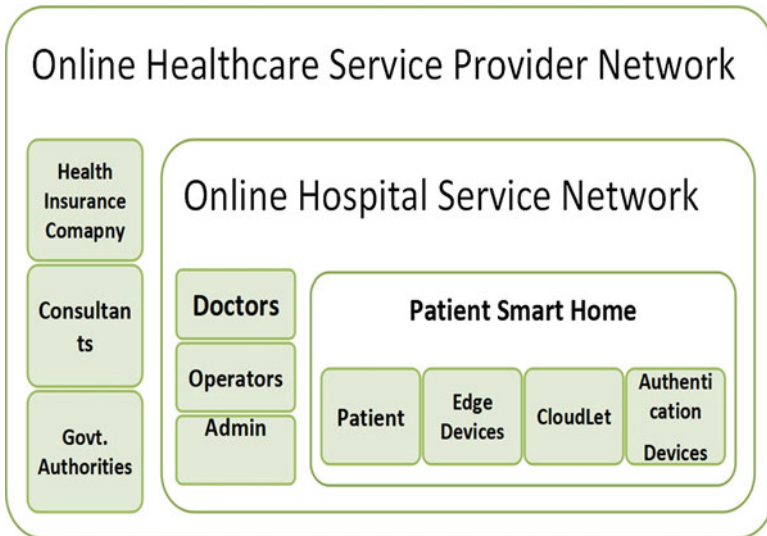 Online Healthcare Service Provider Network
Health
Insurance
Comapny
Consultan
ts
Govt.
Authorities
Online Hospital Service Network
Doctors
Operators
Admin
Patient Smart Home
Patient
Edge
Devices
CloudLet
Authenti
cation
Devices